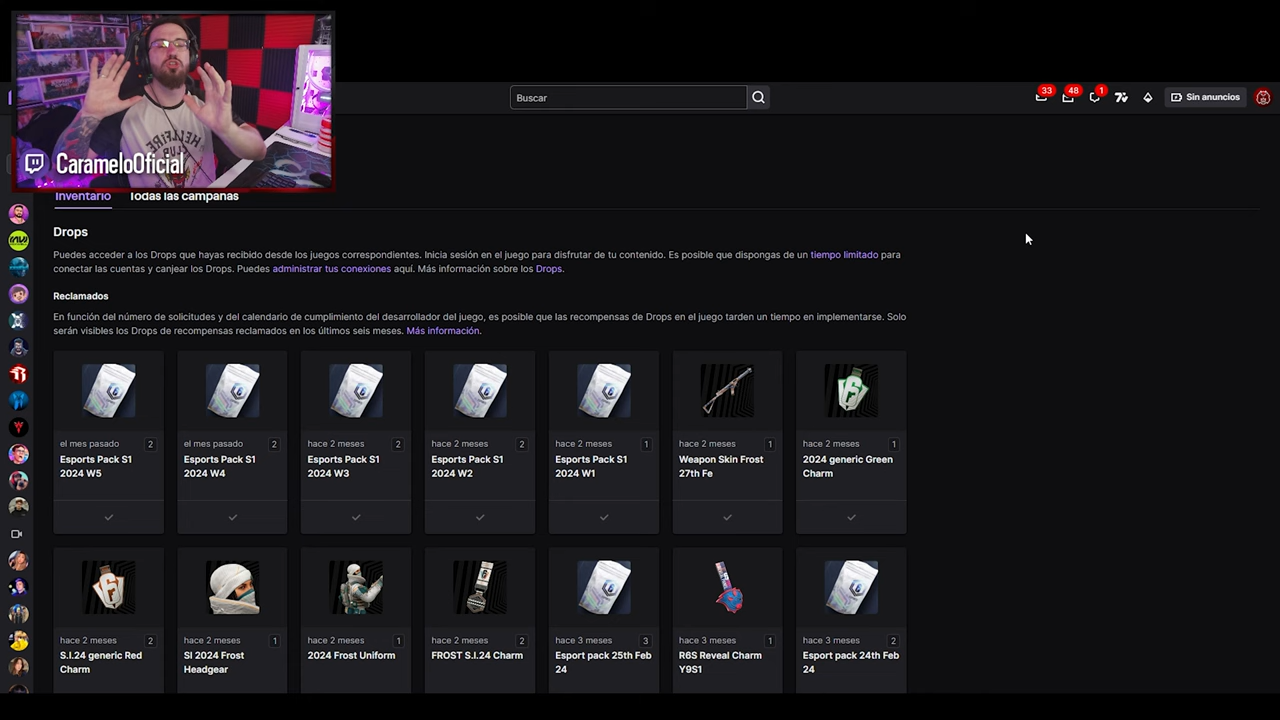 HELLFIRE
CLUB
CarameloOficial
Buscar
33
48
1
Sin anuncios
Inventario
Todas las campañas
Drops
Puedes acceder a los Drops que hayas recibido desde los juegos correspondientes. Inicia sesión en el juego para disfrutar de tu contenido. Es posible que dispongas de un tiempo limitado para
conectar las cuentas y canjear los Drops. Puedes administrar tus conexiones aquí. Más información sobre los Drops.
Reclamados
En función del número de solicitudes y del calendario de cumplimiento del desarrollador del juego, es posible que las recompensas de Drops en el juego tarden un tiempo en implementarse. Solo
serán visibles los Drops de recompensas reclamados en los últimos seis meses. Más información.
el mes pasado 2
Esports Pack S1
2024 W5
el mes pasado 2
Esports Pack S1
2024 W4
hace 2 meses 2
Esports Pack S1
2024 W3
hace 2 meses 2
Esports Pack S1
2024 W2
hace 2 meses 1
Esports Pack S1
2024 W1
hace 2 meses 1
Weapon Skin Frost
27th Fe
hace 2 meses 1
2024 generic Green
Charm
hace 2 meses 2
S.I.24 generic Red
Charm
hace 2 meses 1
SI 2024 Frost
Headgear
hace 2 meses 1
2024 Frost Uniform
hace 2 meses 2
FROST S.I.24 Charm
hace 3 meses 3
Esport pack 25th Feb
24
hace 3 meses 1
R6S Reveal Charm
Y9S1
hace 3 meses 2
Esport pack 24th Feb
24